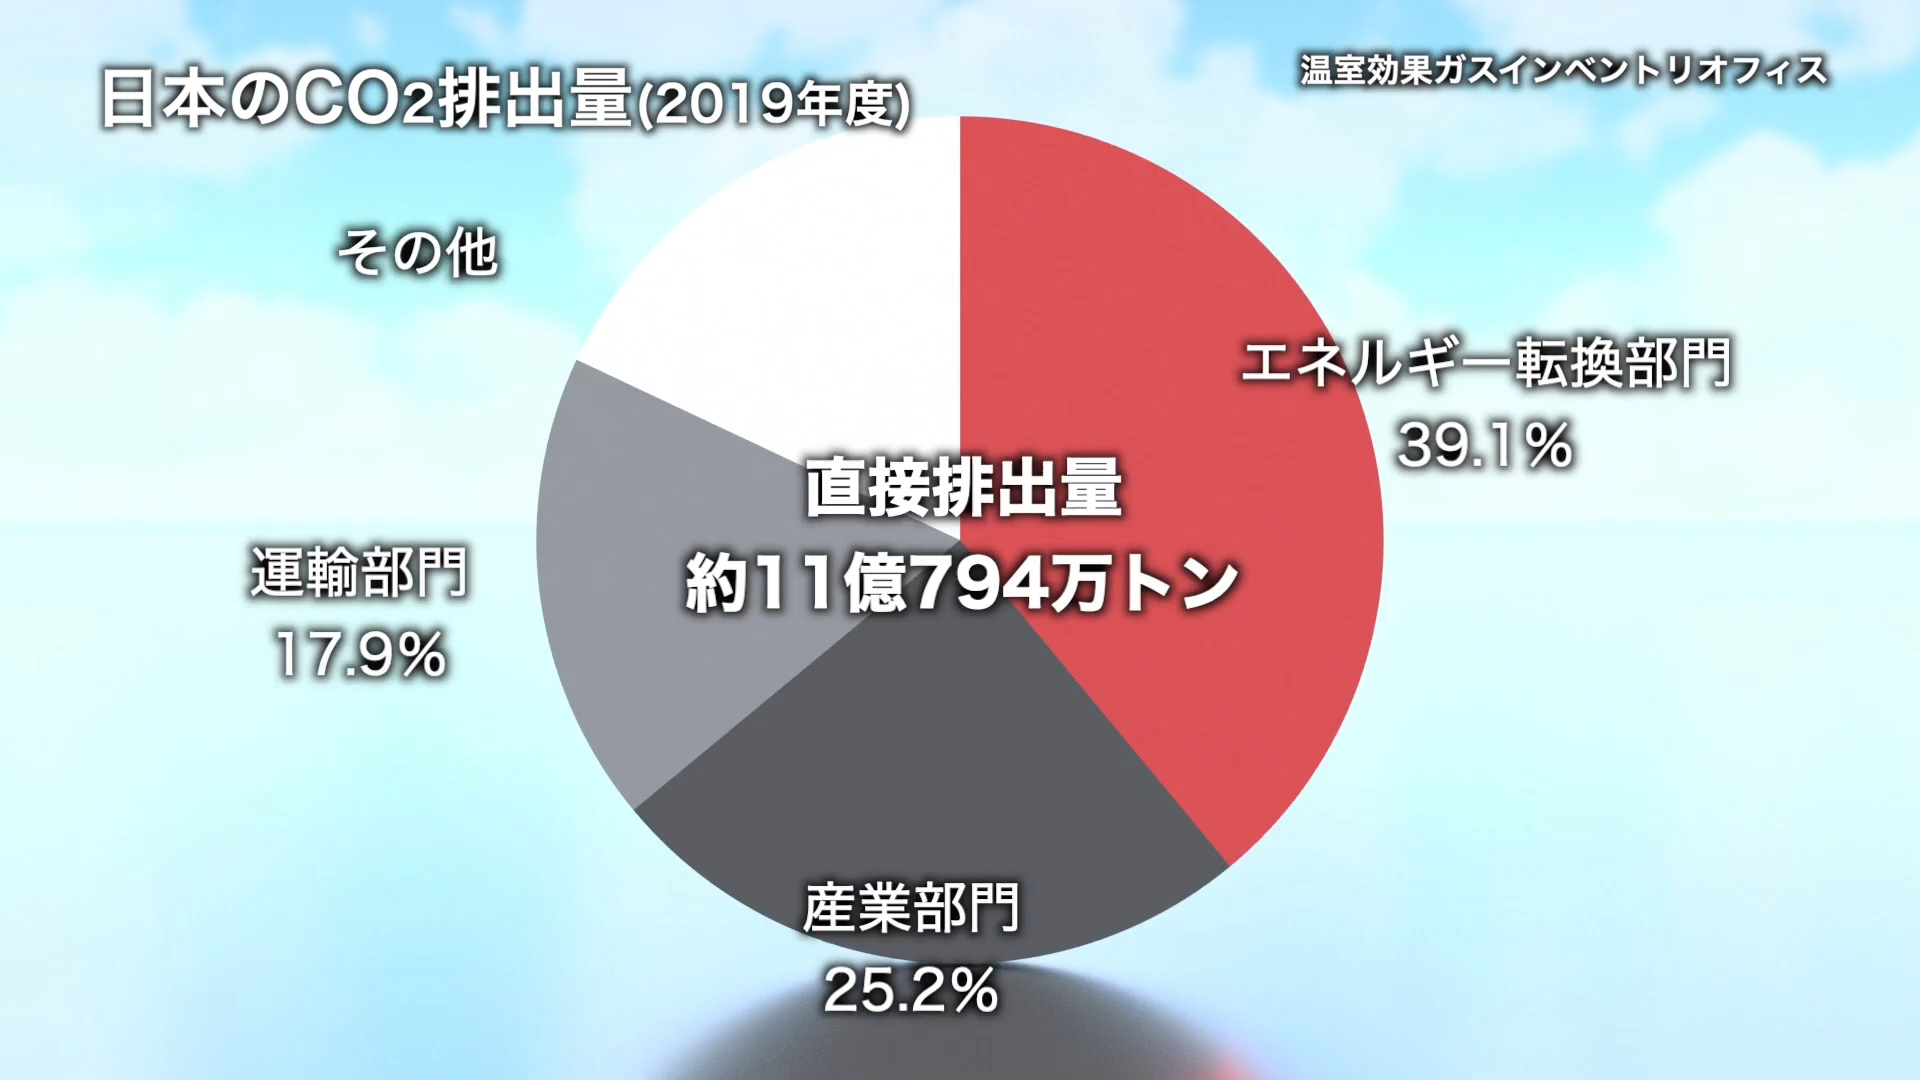 日本のCO2排出量(2019年度)
温室効果ガスインベントリオフィス
その他
エネルギー転換部門
39.1%
直接排出量
約11億794万トン
運輸部門
17.9%
産業部門
25.2%